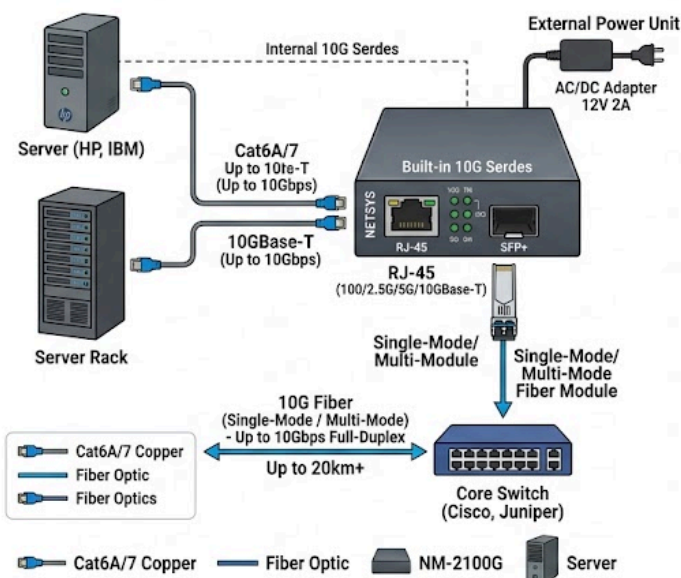 External Power Unit
AC/DC Adapter
12V 2A
Internal 10G Serdes
hp
Server (HP, IBM)
Cat6A/7
Up to 10te-T
(Up to 10Gbps)
10GBase-T
(Up to 10Gbps)
Server Rack
Built-in 10G Serdes
NETSYS
RJ-45
SFP+
RJ-45
(100/2.5G/5G/10GBase-T)
Single-Mode/
Multi-Module
Single-Mode/
Multi-Mode
Fiber Module
10G Fiber
(Single-Mode / Multi-Mode)
- Up to 10Gbps Full-Duplex
Up to 20km+
Core Switch
(Cisco, Juniper)
Cat6A/7 Copper
Fiber Optic
Fiber Optics
Cat6A/7 Copper
Fiber Optic
NM-2100G
Server